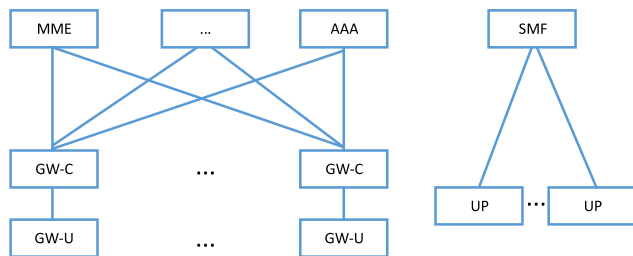 MME ... AAA SMF
GW-C ... GW-C
UP ... UP
GW-U ... GW-U